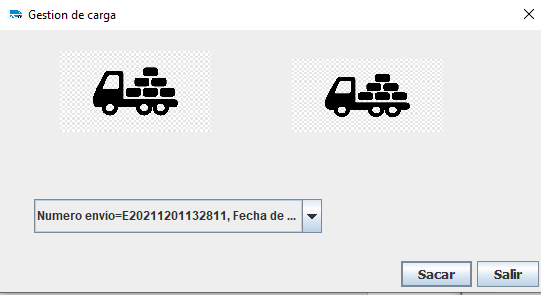 Gestion de carga
Numero envio=E20211201132811, Fecha de ...
Sacar
Salir